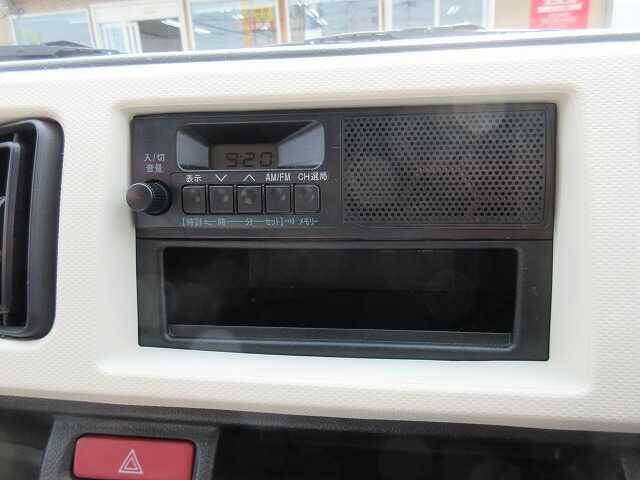 9:20
入/切
音量
表示 ∨ ∧ AM/FM CH選局
【時計 時 分 セット】 メモリー